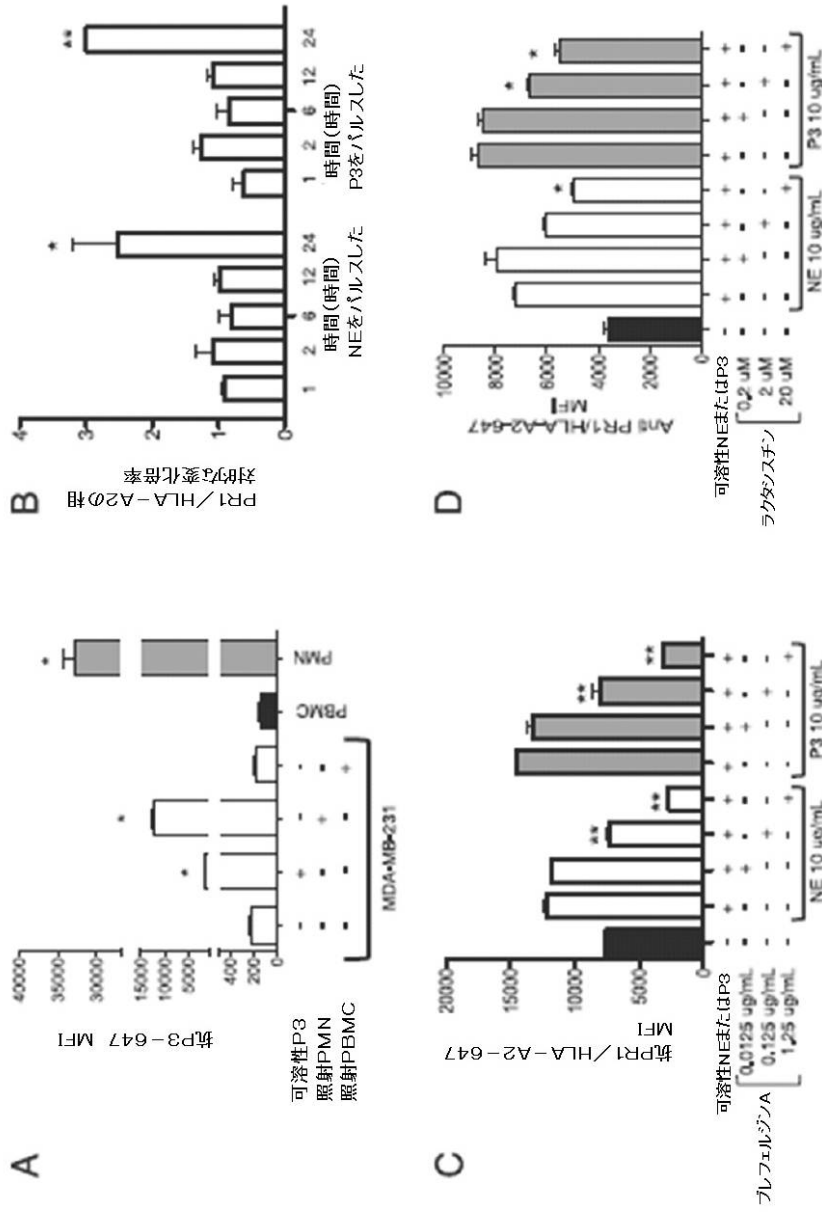 A
抗P3−647 MFI
40000
35000
30000
15000
5000
400
200
0
* * *
PBMC PMN
可溶性P3 - + - -
照射PMN - - + -
照射PBMC - - - +
MDA-MB-231
B
PR1／HLA−A2の相
対的な変化倍率
4
3
2
1
0
* **
1 2 6 12 24 1 2 6 12 24
時間(時間) 時間(時間)
NEをパルスした P3をパルスした
C
抗PR1／HLA−A2−647
MFI
20000
15000
10000
5000
0
** ** ** **
可溶性NEまたはP3 - + + + + + + + +
0.0125 ug/mL - - + - - - + - -
0.125 ug/mL - - - + - - - + -
1.25 ug/mL - - - - + - - - +
ブレフェルジンA
NE 10 ug/mL P3 10 ug/mL
D
Anti PR1/HLA-A2-647
MFI
10000
8000
6000
4000
2000
0
* * *
可溶性NEまたはP3 - + + + + + + + +
0.2 uM - - + - - - + - -
2 uM - - - + - - - + -
20 uM - - - - + - - - +
ラクタシスチン
NE 10 ug/mL P3 10 ug/mL